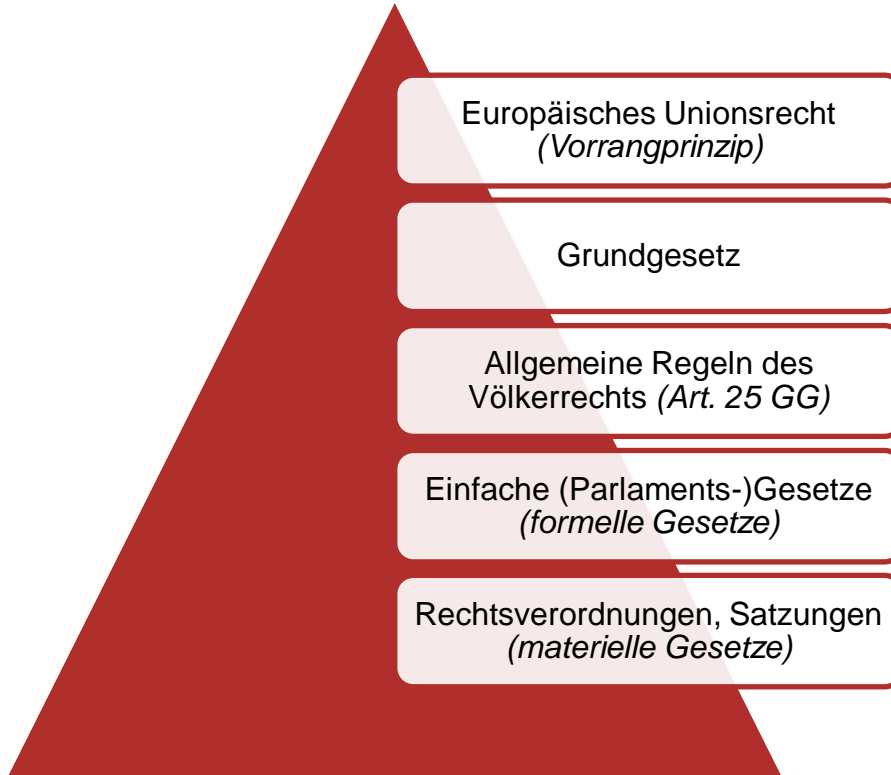 Europäisches Unionsrecht
(Vorrangprinzip)
Grundgesetz
Allgemeine Regeln des
Völkerrechts (Art. 25 GG)
Einfache (Parlaments-)Gesetze
(formelle Gesetze)
Rechtsverordnungen, Satzungen
(materielle Gesetze)